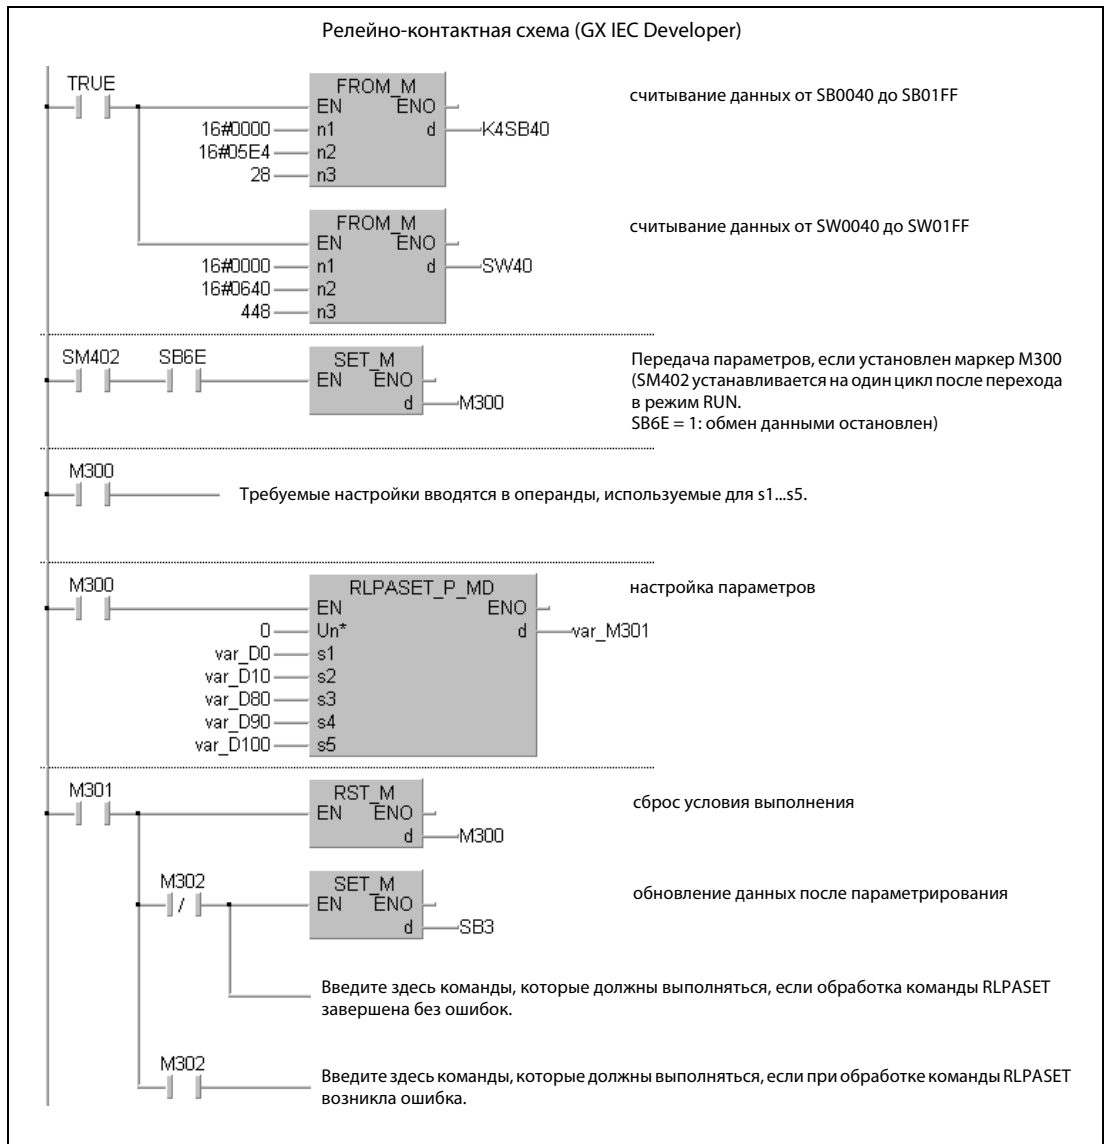 Релейно-контактная схема (GX IEC Developer)
TRUE
FROM_M
EN ENO
16#0000 n1 d K4SB40
16#05E4 n2
28 n3
считывание данных от SB0040 до SB01FF
FROM_M
EN ENO
16#0000 n1 d SW40
16#0640 n2
448 n3
считывание данных от SW0040 до SW01FF
SM402 SB6E
SET_M
EN ENO
d M300
Передача параметров, если установлен маркер M300
(SM402 устанавливается на один цикл после перехода
в режим RUN.
SB6E = 1: обмен данными остановлен)
M300
Требуемые настройки вводятся в операнды, используемые для s1...s5.
M300
RLPASET_P_MD
EN ENO
0 Un* d var_M301
var_D0 s1
var_D10 s2
var_D80 s3
var_D90 s4
var_D100 s5
настройка параметров
M301
RST_M
EN ENO
d M300
сброс условия выполнения
M302
SET_M
EN ENO
d SB3
обновление данных после параметрирования
Введите здесь команды, которые должны выполняться, если обработка команды RLPASET
завершена без ошибок.
M302
Введите здесь команды, которые должны выполняться, если при обработке команды RLPASET
возникла ошибка.